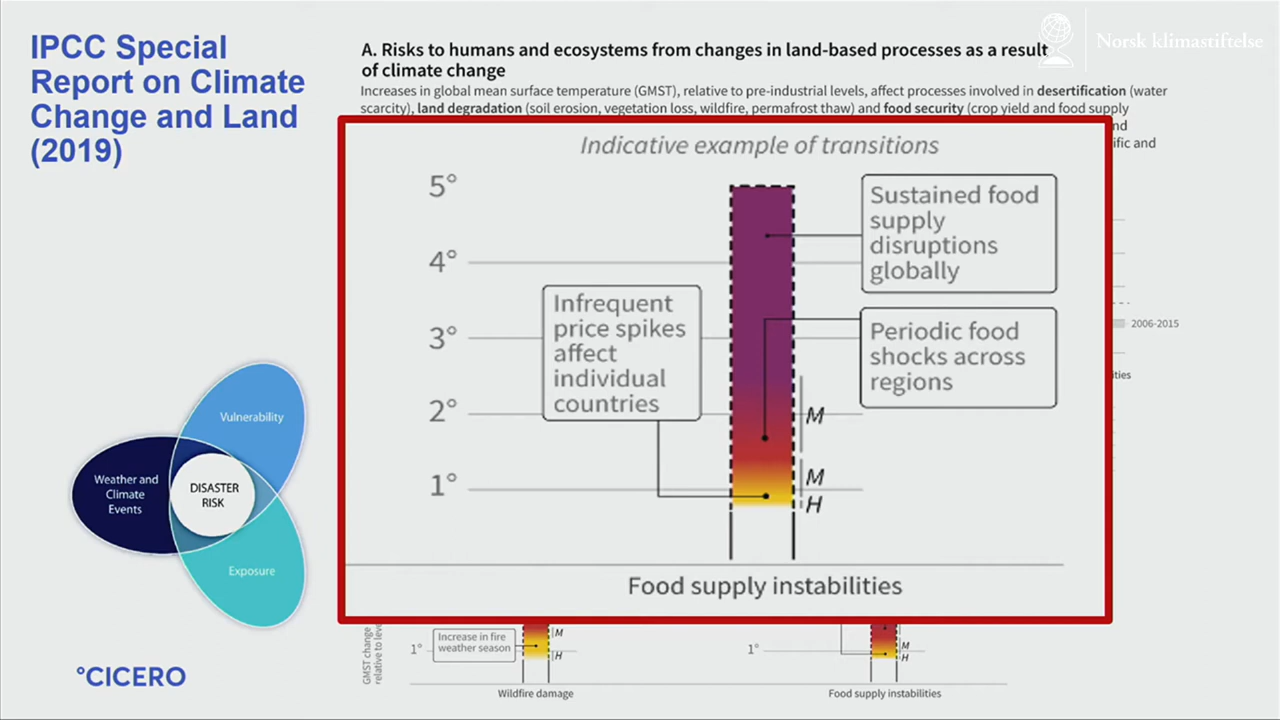 IPCC Special
Report on Climate
Change and Land
(2019)
Norsk klimastiftelse
A. Risks to humans and ecosystems from changes in land-based processes as a result
of climate change
Increases in global mean surface temperature (GMST), relative to pre-industrial levels, affect processes involved in desertification (water
scarcity), land degradation (soil erosion, vegetation loss, wildfire, permafrost thaw) and food security (crop yield and food supply
Indicative example of transitions
5°
4°
3°
2°
1°
Sustained food
supply
disruptions
globally
Infrequent
price spikes
affect
individual
countries
Periodic food
shocks across
regions
M
M
H
Food supply instabilities
2006-2015
Vulnerability
Weather and
Climate
Events
DISASTER
RISK
Exposure
GMST change
1°
Increase in fire
weather season
M
H
Wildfire damage
1°
M
H
Food supply instabilities
°CICERO